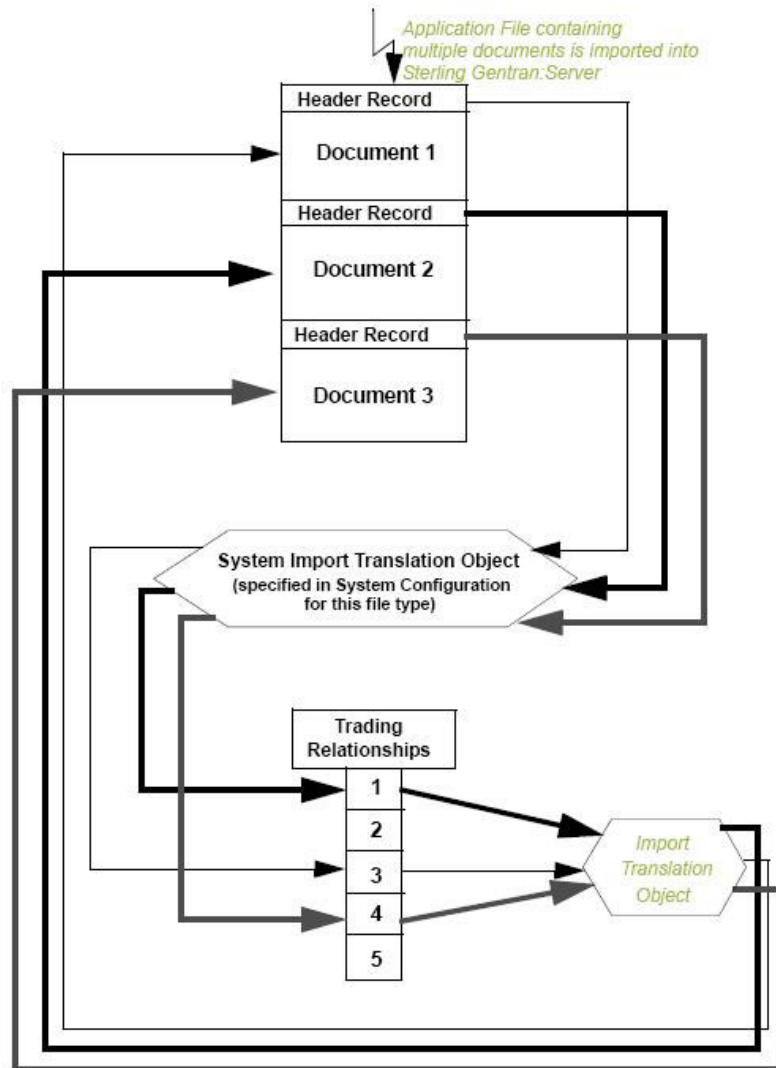 Application File containing
multiple documents is imported into
Sterling Gentran:Server
Header Record
Document 1
Header Record
Document 2
Header Record
Document 3
System Import Translation Object
(specified in System Configuration
for this file type)
Trading
Relationships
1
2
3
4
5
Import
Translation
Object